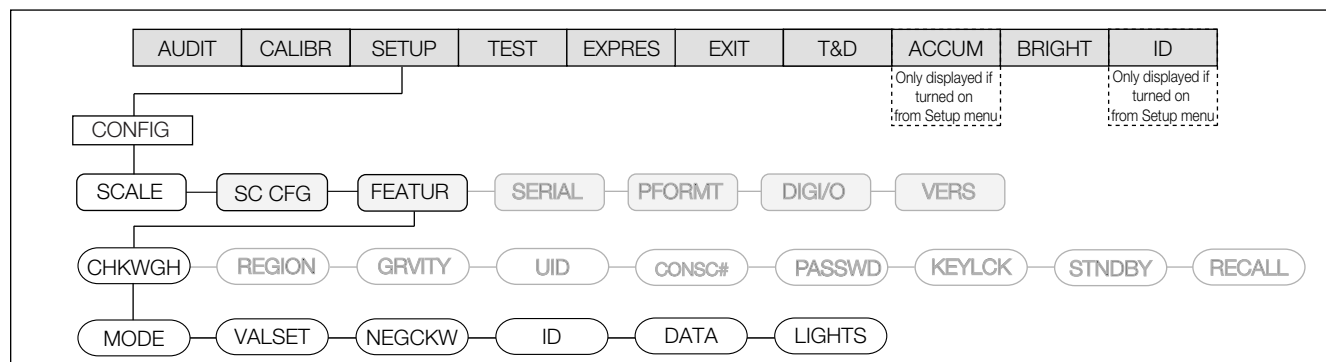 AUDIT CALIBR SETUP TEST EXPRES EXIT T&D ACCUM BRIGHT ID
Only displayed if turned on from Setup menu
Only displayed if turned on from Setup menu
CONFIG
SCALE SC CFG FEATUR SERIAL PFORMT DIGI/O VERS
CHKWGH REGION GRVITY UID CONSC# PASSWD KEYLCK STNDBY RECALL
MODE VALSET NEGCKW ID DATA LIGHTS